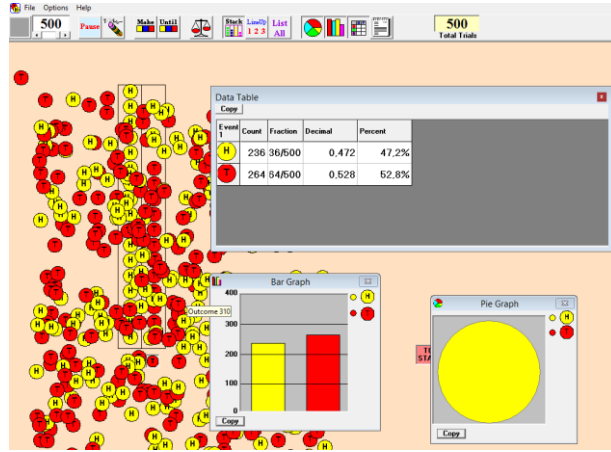 File Options Help
500 Pause Make Until Stack LineUp 1 2 3 List All 500 Total Trials
Data Table
Copy
Event 1 Count Fraction Decimal Percent
H 236 36/500 0,472 47,2%
T 264 64/500 0,528 52,8%
Bar Graph
400
300
200
100
0
H
T
Copy
Outcome 310
Pie Graph
H
T
Copy